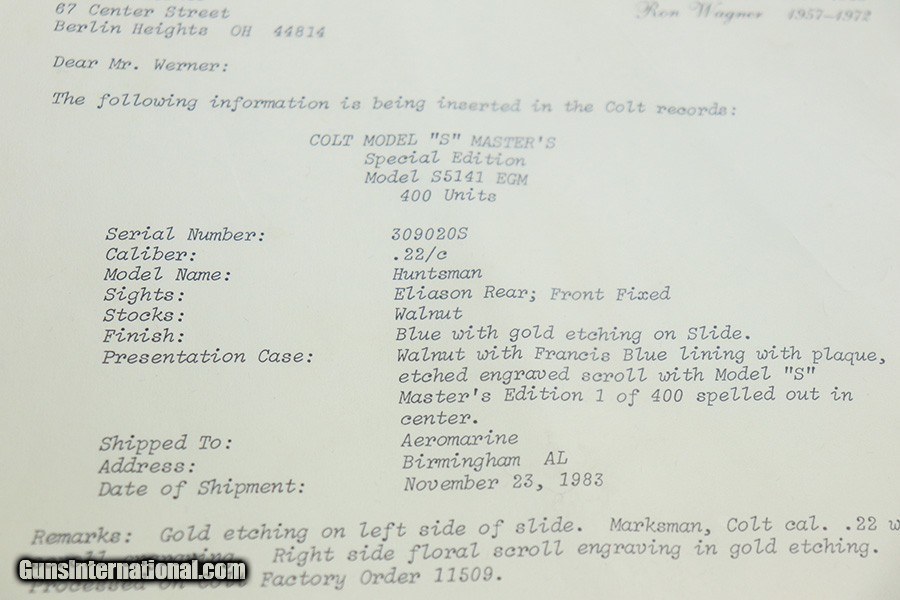 67 Center Street
Ron Wagner 1957-1972
Berlin Heights OH 44814
Dear Mr. Werner:
The following information is being inserted in the Colt records:
COLT MODEL "S" MASTER'S
Special Edition
Model S5141 EGM
400 Units
Serial Number: 309020S
Caliber: .22/c
Model Name: Huntsman
Sights: Eliason Rear; Front Fixed
Stocks: Walnut
Finish: Blue with gold etching on Slide.
Presentation Case: Walnut with Francis Blue lining with plaque,
etched engraved scroll with Model "S"
Master's Edition 1 of 400 spelled out in
center.
Shipped To: Aeromarine
Address: Birmingham AL
Date of Shipment: November 23, 1983
Remarks: Gold etching on left side of slide. Marksman, Colt cal. .22 w
engraving. Right side floral scroll engraving in gold etching.
Processed on Colt Factory Order 11509.
GunsInternational.com